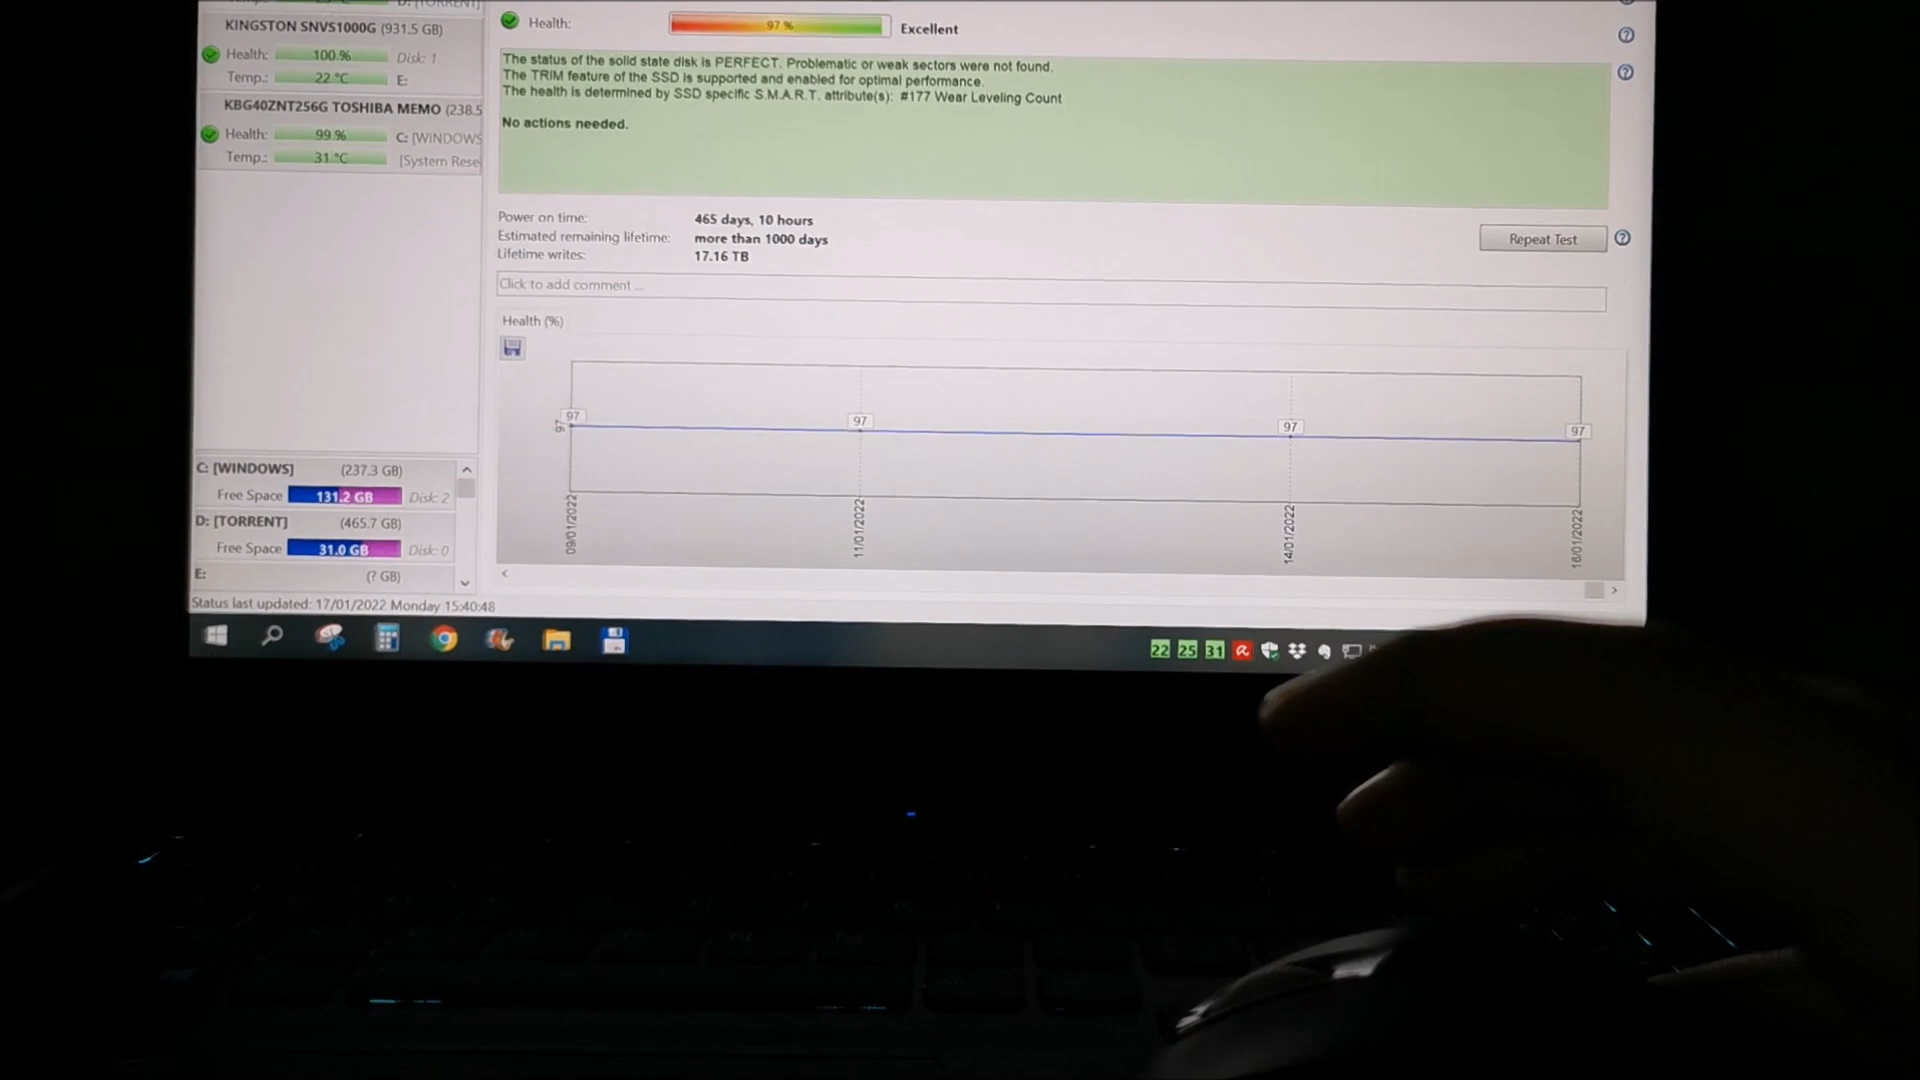 D: [TORRENT]
KINGSTON SNVS1000G (931.5 GB)
Health: 100 % Disk: 1
Temp.: 22 °C E:
KBG40ZNT256G TOSHIBA MEMO (238.5
Health: 99 % C: [WINDOWS
Temp.: 31 °C [System Rese
Health: 97 % Excellent
The status of the solid state disk is PERFECT. Problematic or weak sectors were not found.
The TRIM feature of the SSD is supported and enabled for optimal performance.
The health is determined by SSD specific S.M.A.R.T. attribute(s): #177 Wear Leveling Count
No actions needed.
Power on time: 465 days, 10 hours
Estimated remaining lifetime: more than 1000 days
Lifetime writes: 17.16 TB
Repeat Test
Click to add comment ...
Health (%)
97
97 97 97 97
09/01/2022 11/01/2022 14/01/2022 16/01/2022
C: [WINDOWS] (237.3 GB)
Free Space 131.2 GB Disk: 2
D: [TORRENT] (465.7 GB)
Free Space 31.0 GB Disk: 0
E: (? GB)
Status last updated: 17/01/2022 Monday 15:40:48
22 25 31